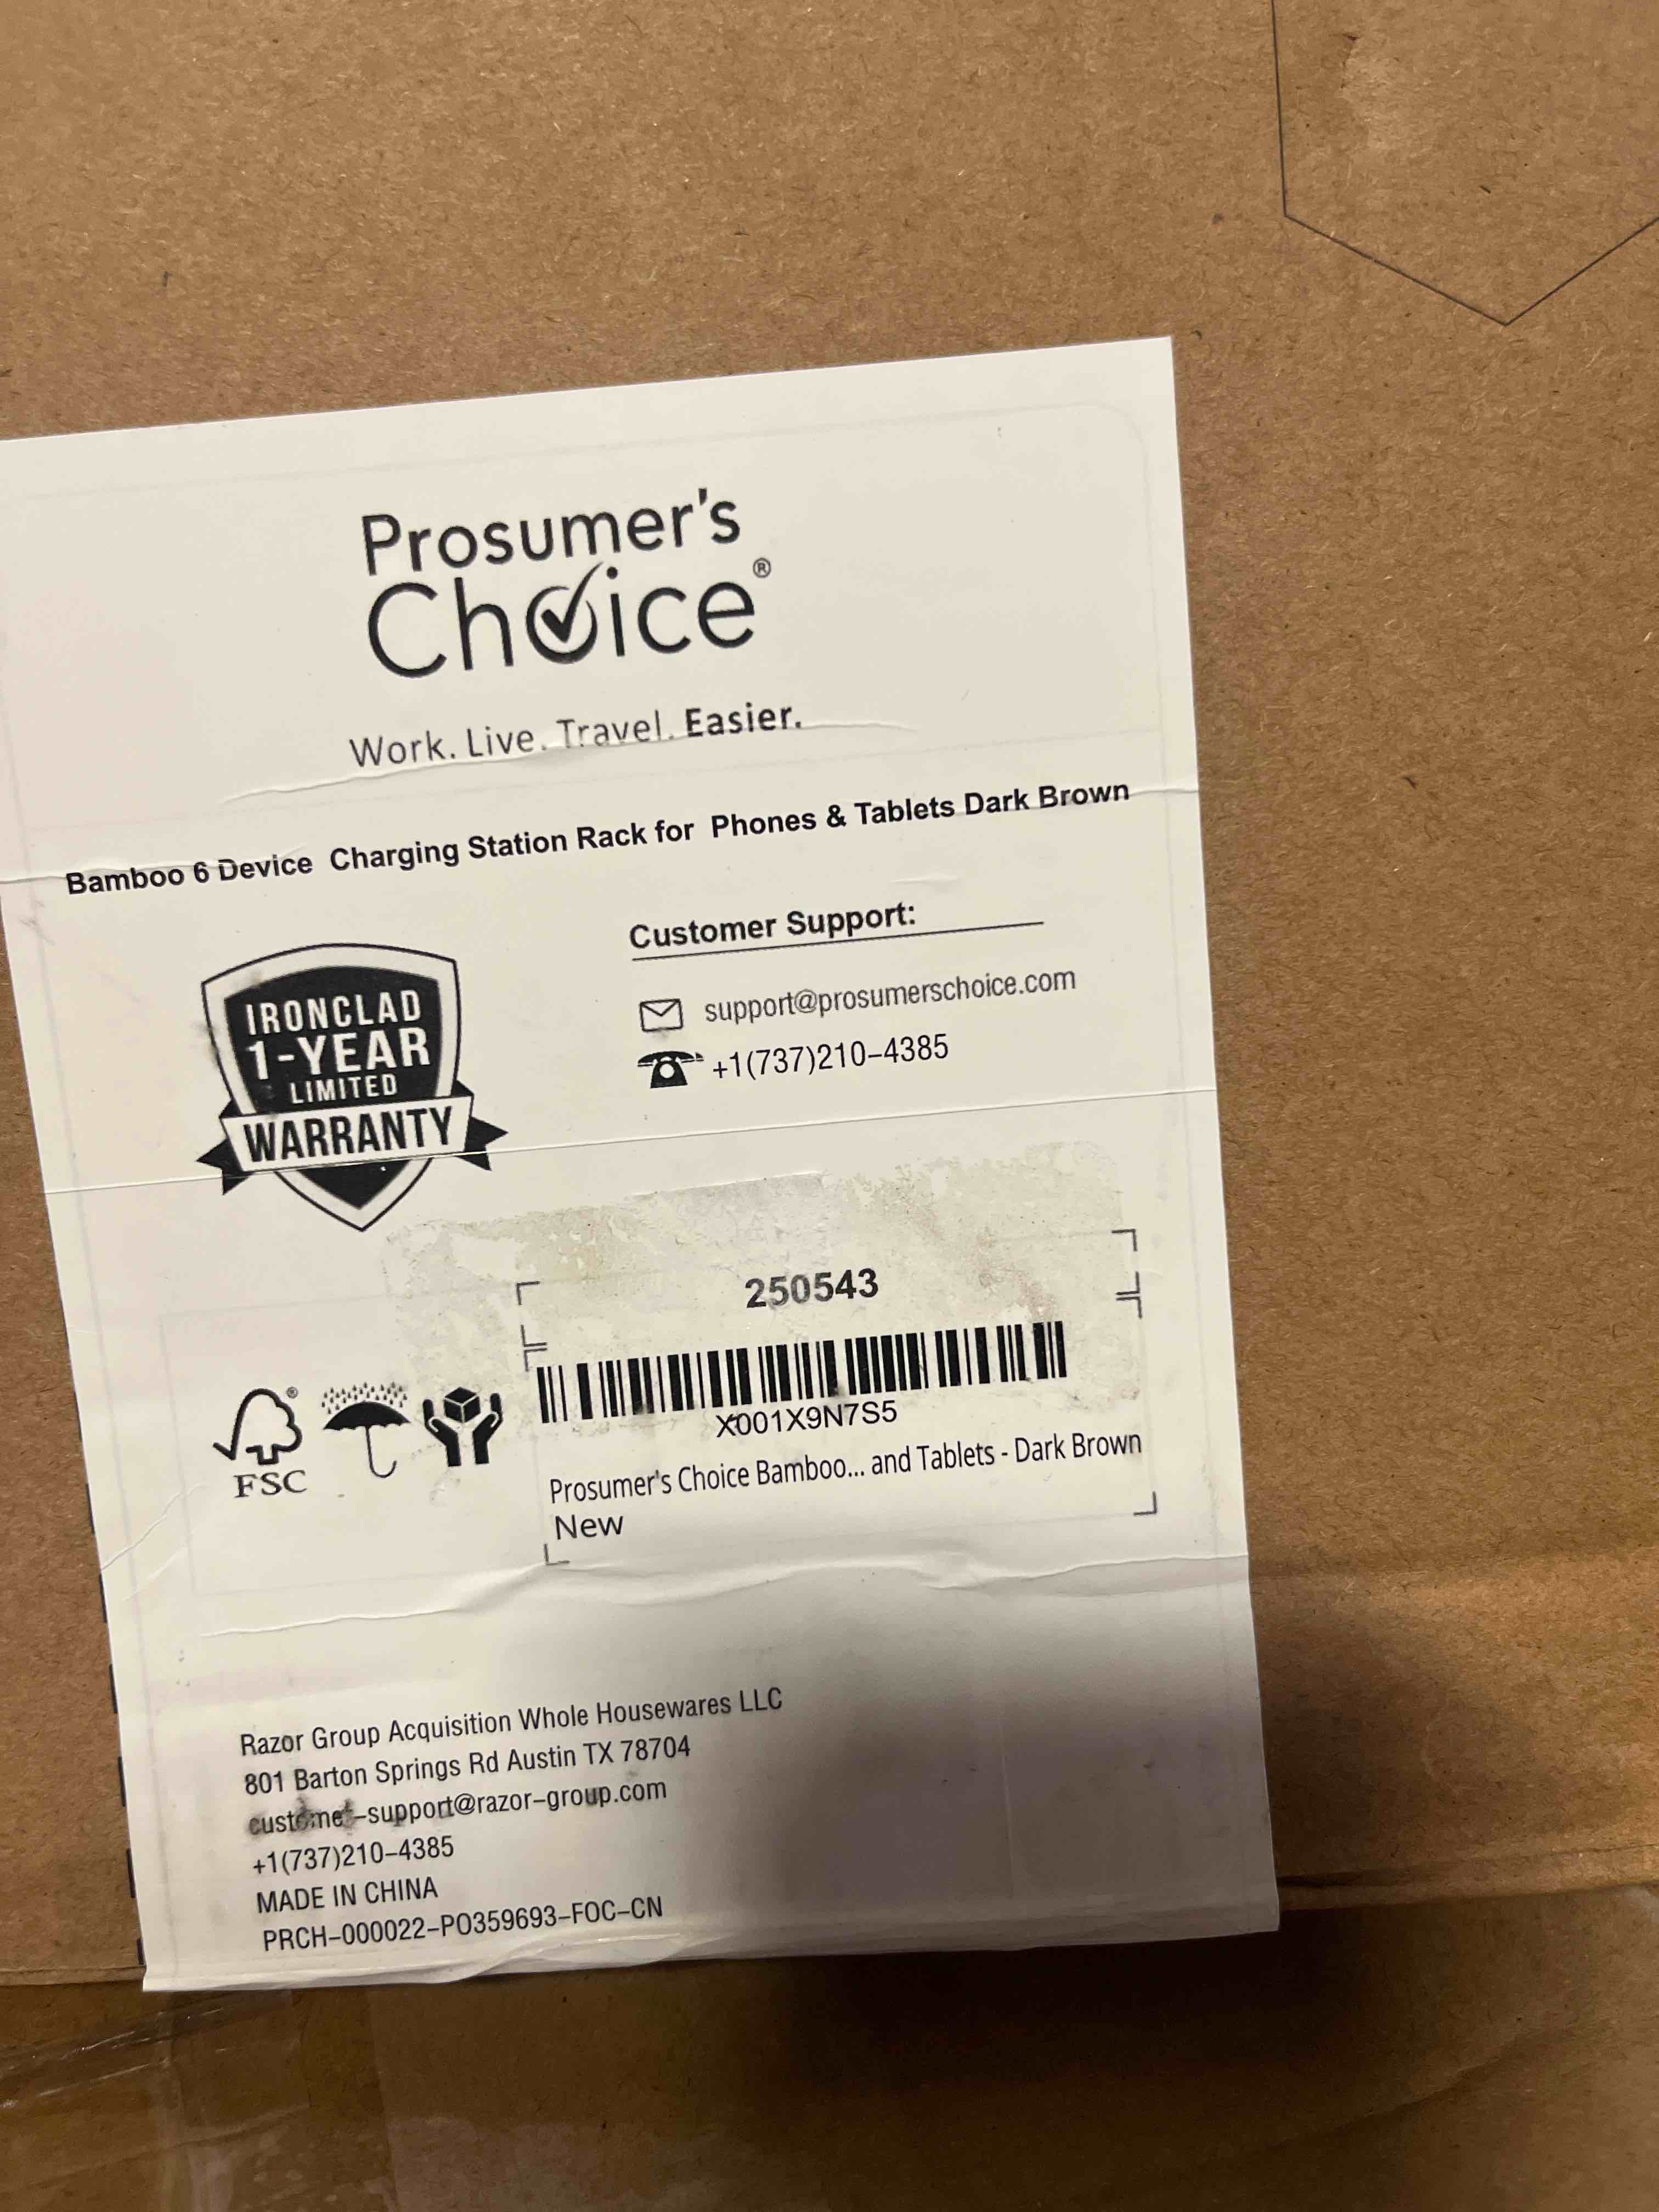 Prosumer's
Choice®
Work. Live. Travel. Easier.
Bamboo 6 Device Charging Station Rack for Phones & Tablets Dark Brown
IRONCLAD
1-YEAR
LIMITED
WARRANTY
Customer Support:
support@prosumerschoice.com
+1(737)210-4385
250543
X001X9N7S5
Prosumer's Choice Bamboo... and Tablets - Dark Brown
New
®
FSC
Razor Group Acquisition Whole Housewares LLC
801 Barton Springs Rd Austin TX 78704
customer-support@razor-group.com
+1(737)210-4385
MADE IN CHINA
PRCH-000022-PO359693-FOC-CN